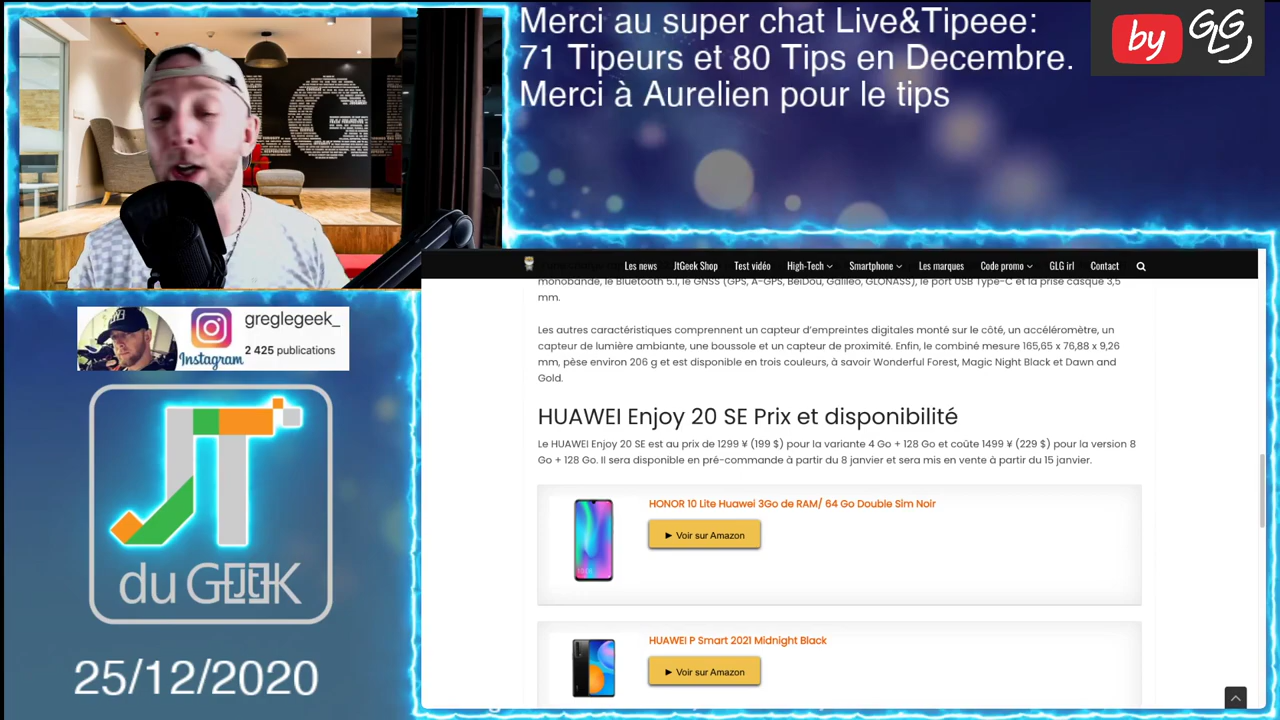 Merci au super chat Live&Tipeee:
71 Tipeurs et 80 Tips en Decembre.
Merci à Aurelien pour le tips
by GLG
greglegeek_
Instagram
2 425 publications
JT
du GEEK
25/12/2020
Les news JtGeek Shop Test vidéo High-Tech Smartphone Les marques Code promo GLG irl Contact
monobande, le Bluetooth 5.1, le GNSS (GPS, A-GPS, BeiDou, Galileo, GLONASS), le port USB Type-C et la prise casque 3,5
mm.
Les autres caractéristiques comprennent un capteur d'empreintes digitales monté sur le côté, un accéléromètre, un
capteur de lumière ambiante, une boussole et un capteur de proximité. Enfin, le combiné mesure 165,65 x 76,88 x 9,26
mm, pèse environ 206 g et est disponible en trois couleurs, à savoir Wonderful Forest, Magic Night Black et Dawn and
Gold.
HUAWEI Enjoy 20 SE Prix et disponibilité
Le HUAWEI Enjoy 20 SE est au prix de 1299 ¥ (199 $) pour la variante 4 Go + 128 Go et coûte 1499 ¥ (229 $) pour la version 8
Go + 128 Go. Il sera disponible en pré-commande à partir du 8 janvier et sera mis en vente à partir du 15 janvier.
HONOR 10 Lite Huawei 3Go de RAM/ 64 Go Double Sim Noir
► Voir sur Amazon
HUAWEI P Smart 2021 Midnight Black
► Voir sur Amazon